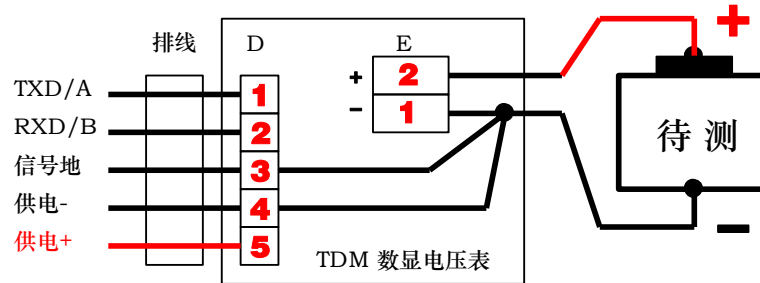 排线 D E
+ 2
- 1
TXD/A 1
RXD/B 2
信号地 3
供电- 4
供电+ 5
TDM 数显电压表
+
待测
-